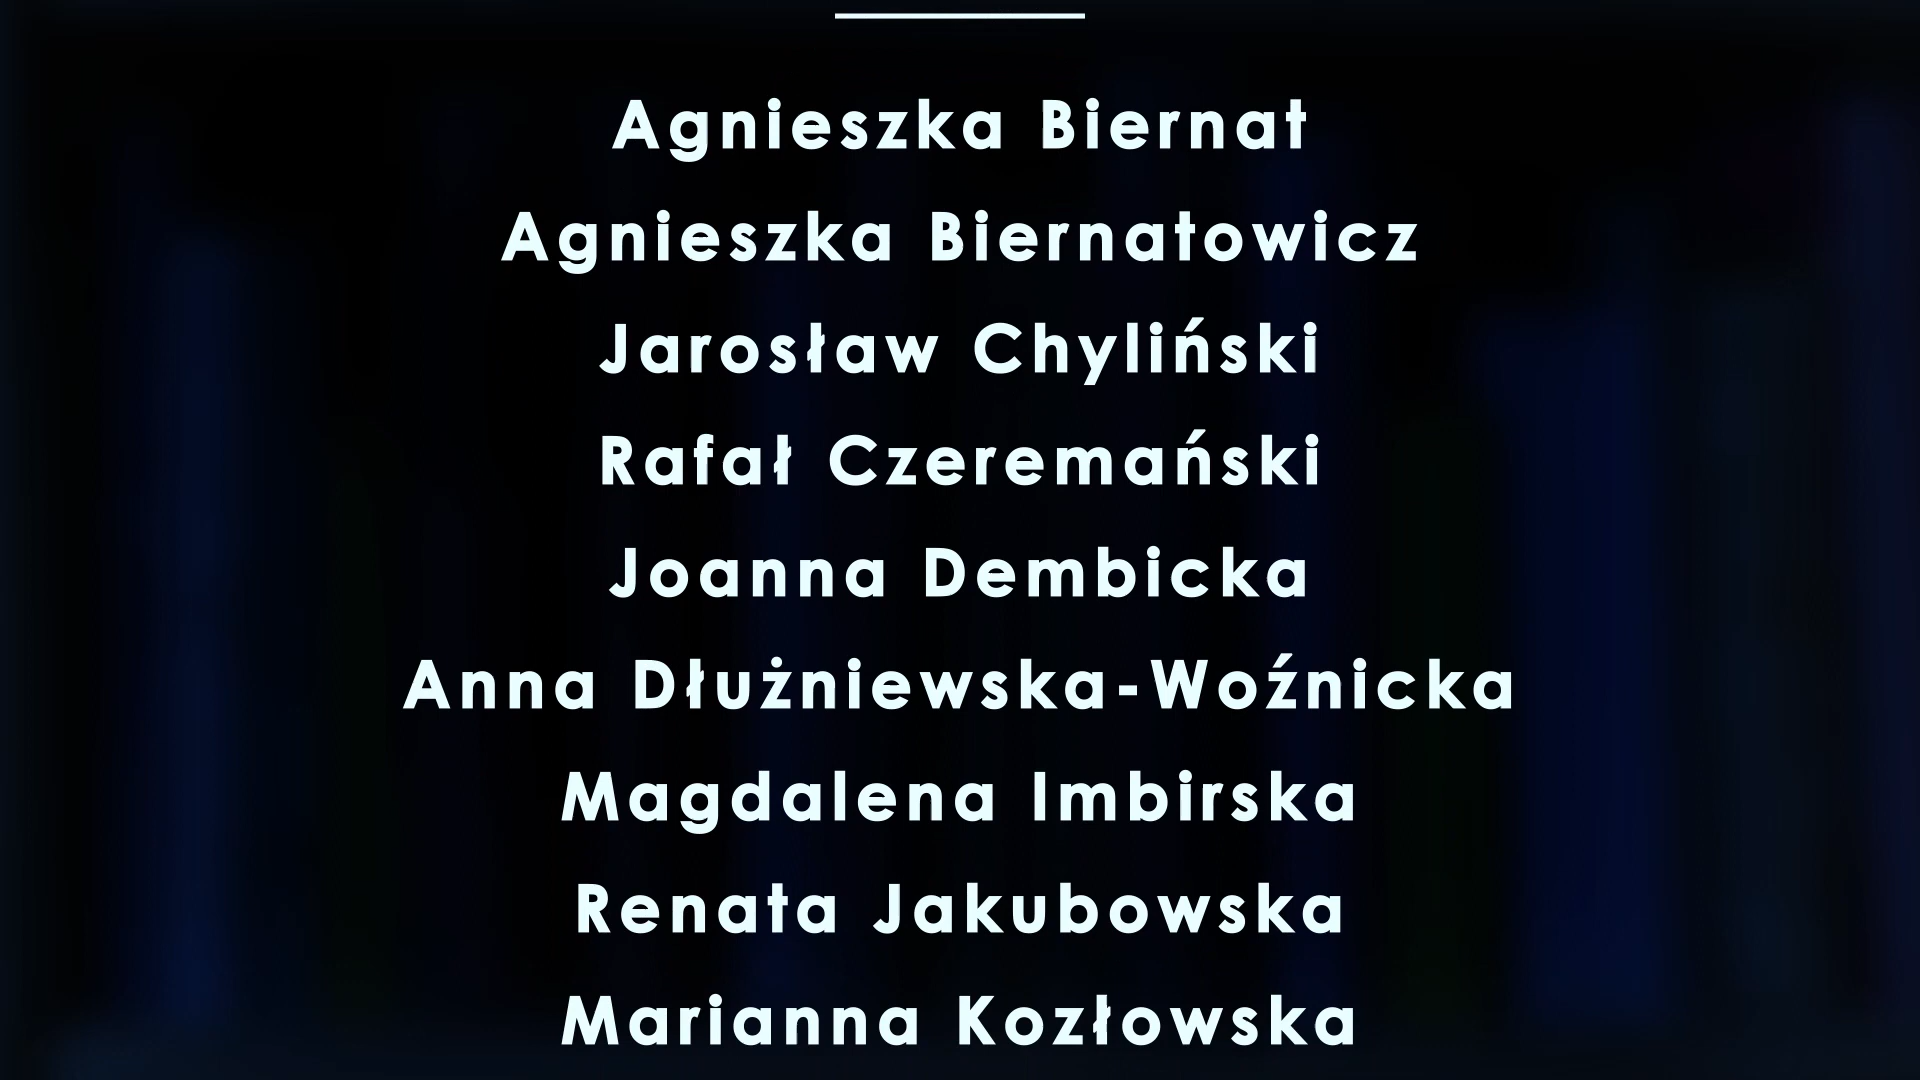 Agnieszka Biernat
Agnieszka Biernatowicz
Jarosław Chyliński
Rafał Czeremański
Joanna Dembicka
Anna Dłużniewska-Woźnicka
Magdalena Imbirska
Renata Jakubowska
Marianna Kozłowska